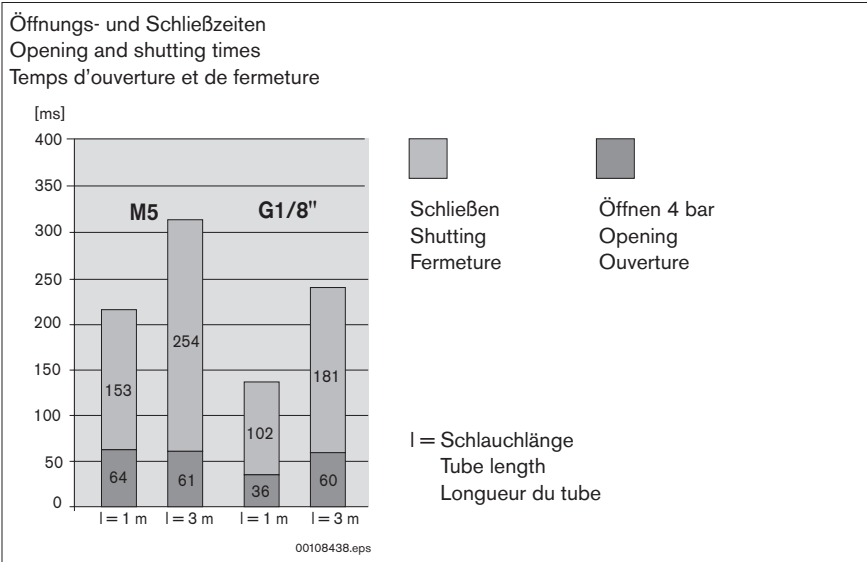 Öffnungs- und Schließzeiten
Opening and shutting times
Temps d'ouverture et de fermeture
[ms]
400
350
300
250
200
150
100
50
0
M5
G1/8"
153
64
254
61
102
36
181
60
l = 1 m
l = 3 m
l = 1 m
l = 3 m
00108438.eps
Schließen
Shutting
Fermeture
Öffnen 4 bar
Opening
Ouverture
l = Schlauchlänge
Tube length
Longueur du tube